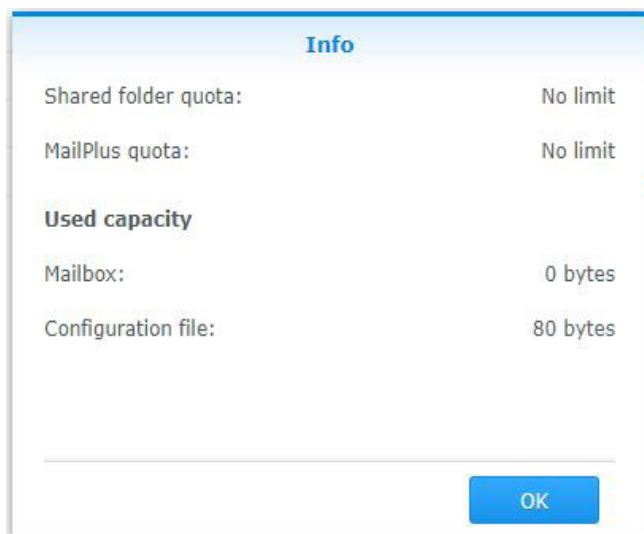 Info
Shared folder quota: No limit
MailPlus quota: No limit
Used capacity
Mailbox: 0 bytes
Configuration file: 80 bytes
OK